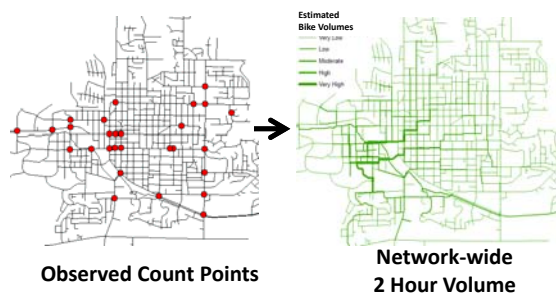 Estimated
Bike Volumes
Very Low
Low
Moderate
High
Very High
Observed Count Points
Network-wide
2 Hour Volume